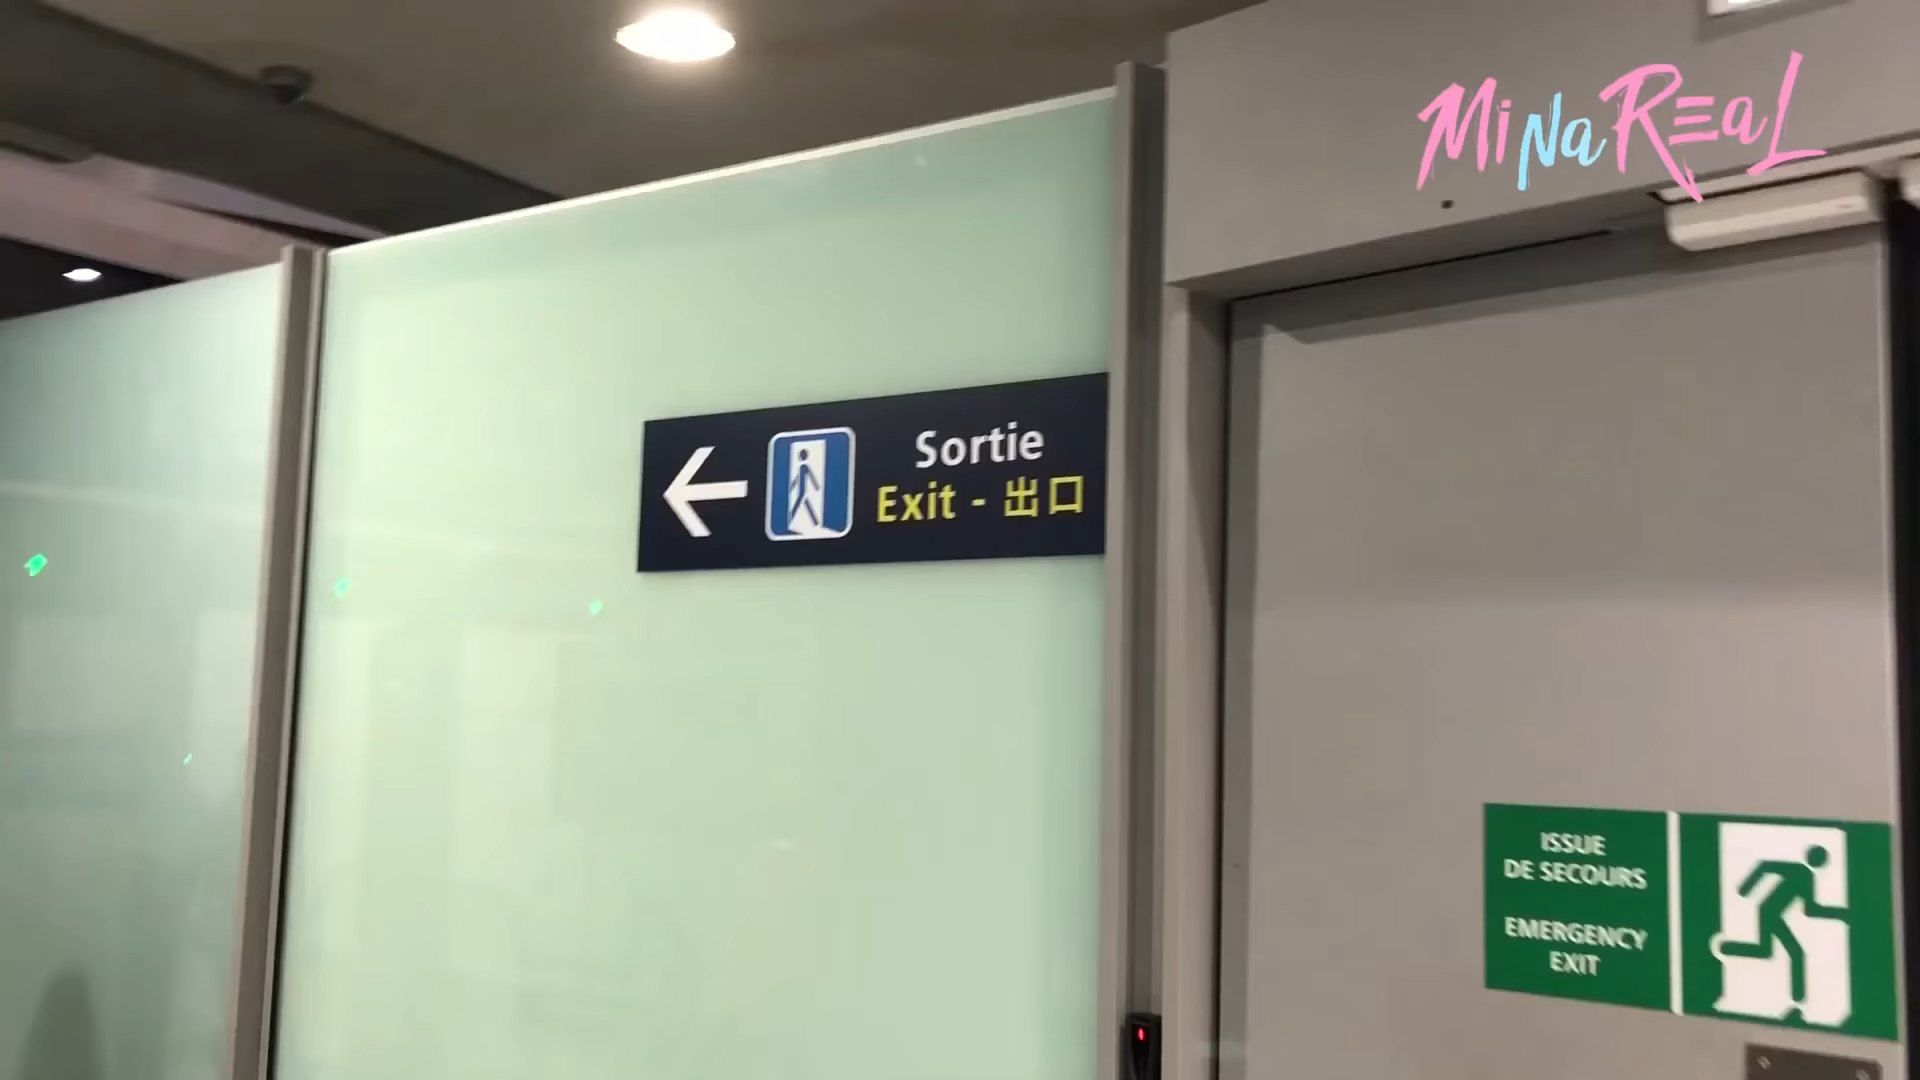 MiNaReaL
Sortie
Exit - 出口
ISSUE
DE SECOURS
EMERGENCY
EXIT